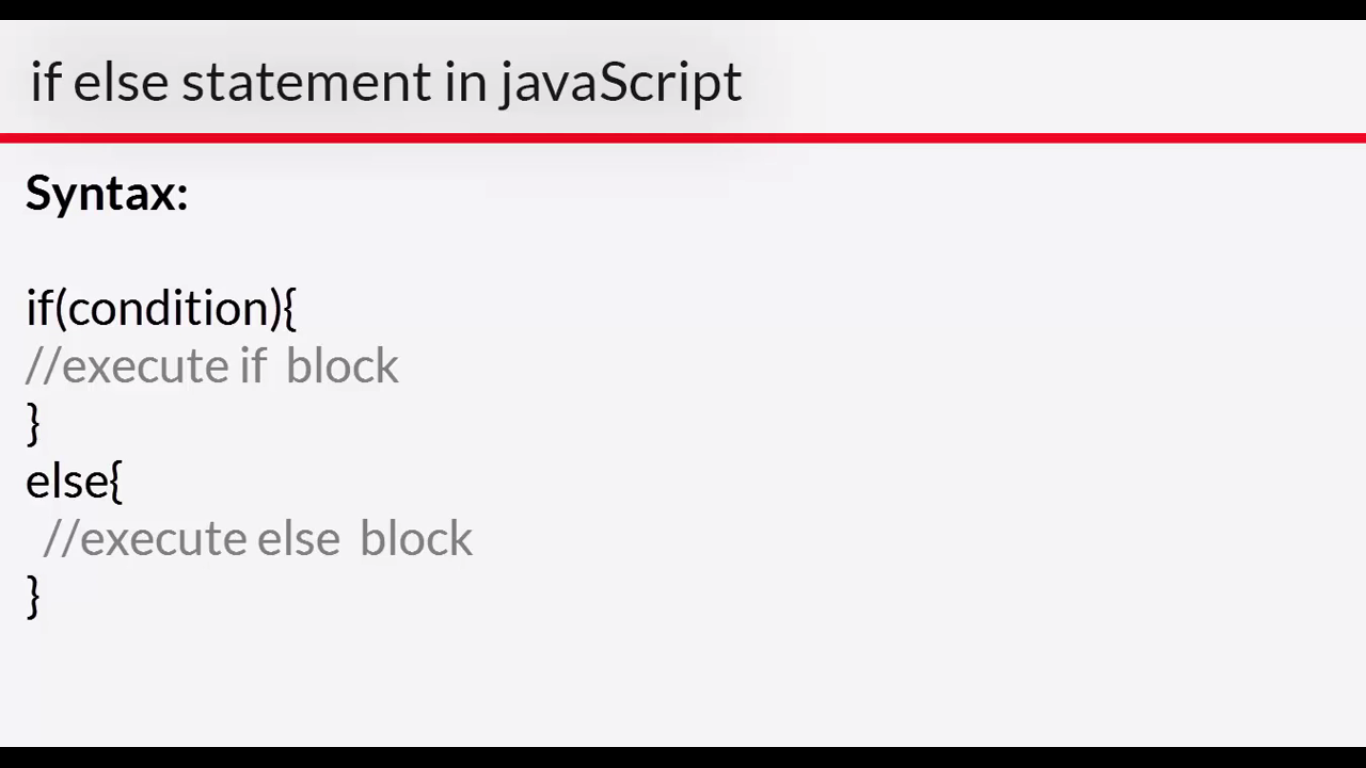 if else statement in javaScript
Syntax:
if(condition){
//execute if  block
}
else{
  //execute else  block
}